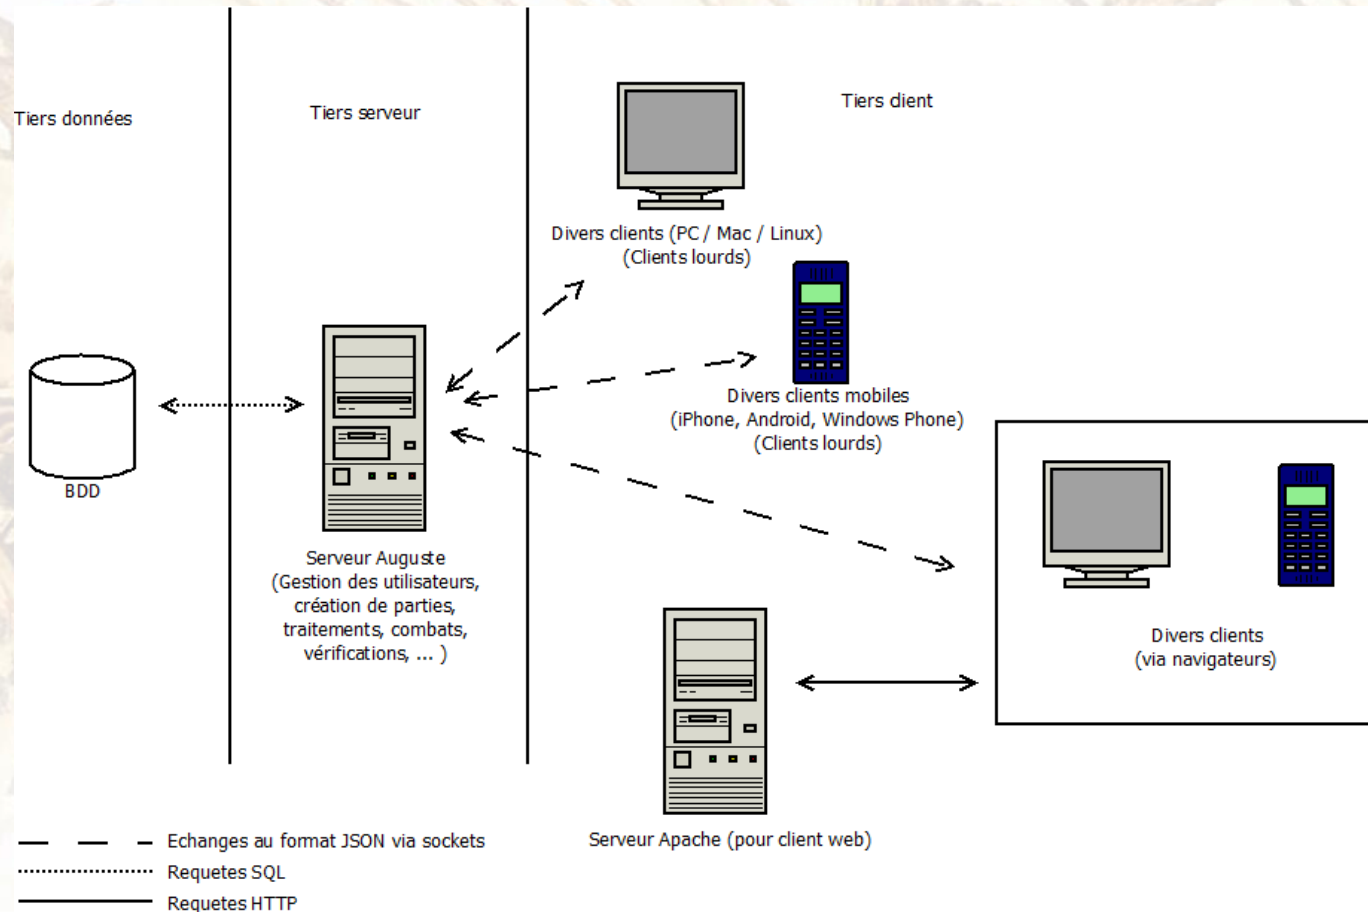 Tiers données
Tiers serveur
Tiers client
Divers clients (PC / Mac / Linux)
(Clients lourds)
Divers clients mobiles
(iPhone, Android, Windows Phone)
(Clients lourds)
BDD
Serveur Auguste
(Gestion des utilisateurs,
création de parties,
traitements, combats,
vérifications, ... )
Divers clients
(via navigateurs)
Serveur Apache (pour client web)
Echanges au format JSON via sockets
Requetes SQL
Requetes HTTP